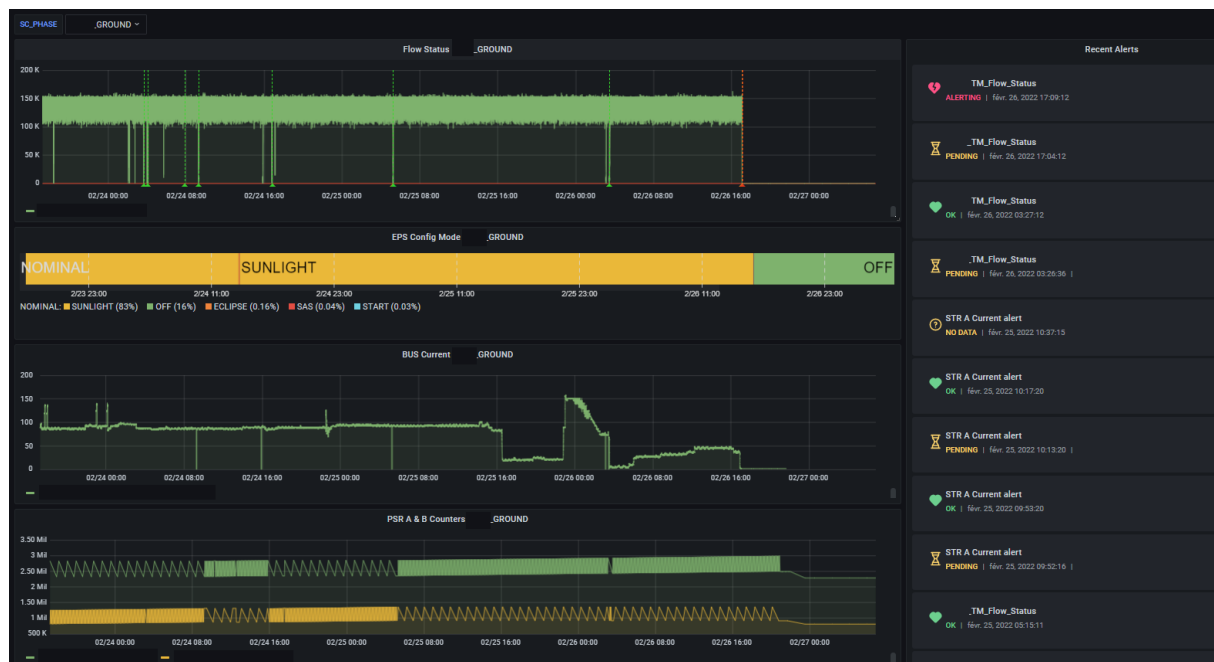 SC_PHASE
_GROUND
Flow Status _GROUND
200 K
150 K
100 K
50 K
0
02/24 00:00 02/24 08:00 02/24 16:00 02/25 00:00 02/25 08:00 02/25 16:00 02/26 00:00 02/26 08:00 02/26 16:00 02/27 00:00
EPS Config Mode _GROUND
NOMINAL SUNLIGHT OFF
2/23 23:00 2/24 11:00 2/24 23:00 2/25 11:00 2/25 23:00 2/26 11:00 2/26 23:00
NOMINAL: SUNLIGHT (83%) OFF (16%) ECLIPSE (0.16%) SAS (0.04%) START (0.03%)
BUS Current _GROUND
200
150
100
50
0
02/24 00:00 02/24 08:00 02/24 16:00 02/25 00:00 02/25 08:00 02/25 16:00 02/26 00:00 02/26 08:00 02/26 16:00 02/27 00:00
PSR A & B Counters _GROUND
3.50 Mil
3 Mil
2.50 Mil
2 Mil
1.50 Mil
1 Mil
500 K
02/24 00:00 02/24 08:00 02/24 16:00 02/25 00:00 02/25 08:00 02/25 16:00 02/26 00:00 02/26 08:00 02/26 16:00 02/27 00:00
Recent Alerts
TM_Flow_Status
ALERTING | févr. 26, 2022 17:09:12
_TM_Flow_Status
PENDING | févr. 26, 2022 17:04:12
TM_Flow_Status
OK | févr. 26, 2022 03:27:12
_TM_Flow_Status
PENDING | févr. 26, 2022 03:26:36 |
STR A Current alert
NO DATA | févr. 25, 2022 10:37:15
STR A Current alert
OK | févr. 25, 2022 10:17:20
STR A Current alert
PENDING | févr. 25, 2022 10:13:20 |
STR A Current alert
OK | févr. 25, 2022 09:53:20
STR A Current alert
PENDING | févr. 25, 2022 09:52:16 |
_TM_Flow_Status
OK | févr. 25, 2022 05:15:11